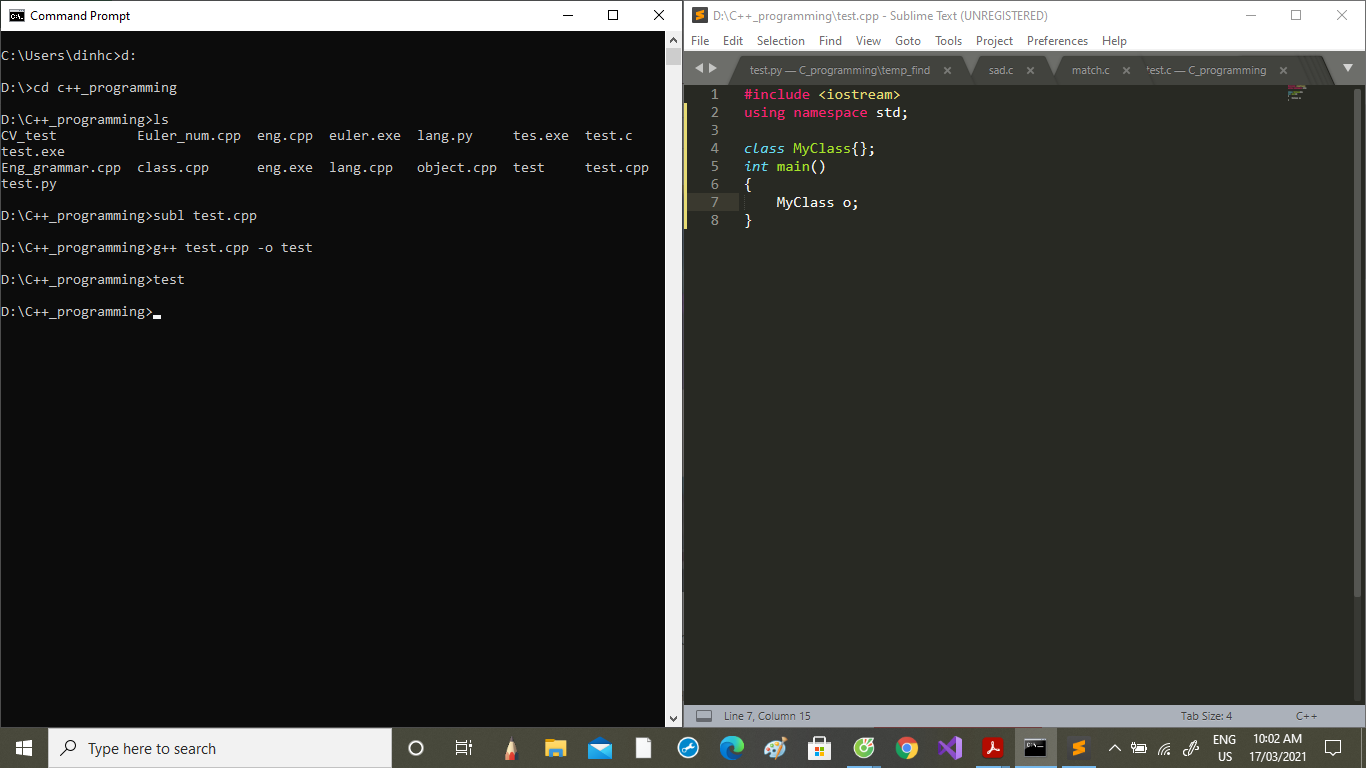 Command Prompt
C:\Users\dinhc>d:
D:\>cd c++_programming
D:\C++_programming>ls
CV_test          Euler_num.cpp  eng.cpp  euler.exe  lang.py     tes.exe  test.c
test.exe
Eng_grammar.cpp  class.cpp      eng.exe  lang.cpp   object.cpp  test     test.cpp
test.py
D:\C++_programming>subl test.cpp
D:\C++_programming>g++ test.cpp -o test
D:\C++_programming>test
D:\C++_programming>
D:\C++_programming\test.cpp - Sublime Text (UNREGISTERED)
File Edit Selection Find View Goto Tools Project Preferences Help
test.py — C_programming\temp_find sad.c match.c test.c — C_programming
1 #include <iostream>
2 using namespace std;
3
4 class MyClass{};
5 int main()
6 {
7     MyClass o;
8 }
Line 7, Column 15 Tab Size: 4 C++
Type here to search
ENG
US
10:02 AM
17/03/2021